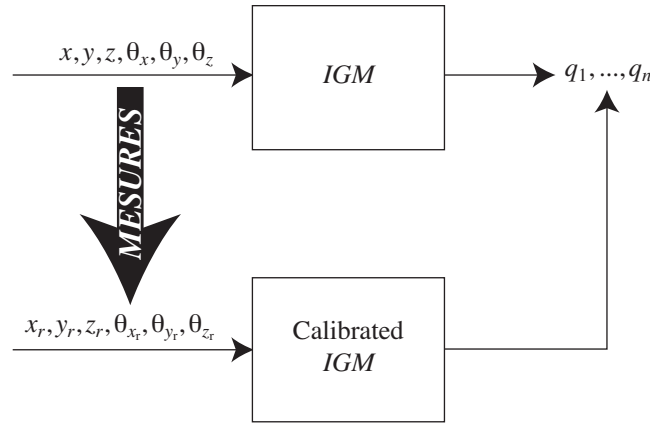 x, y, z, θx, θy, θz
IGM
q1, ..., qn
MESURES
xr, yr, zr, θxr, θyr, θzr
Calibrated
IGM